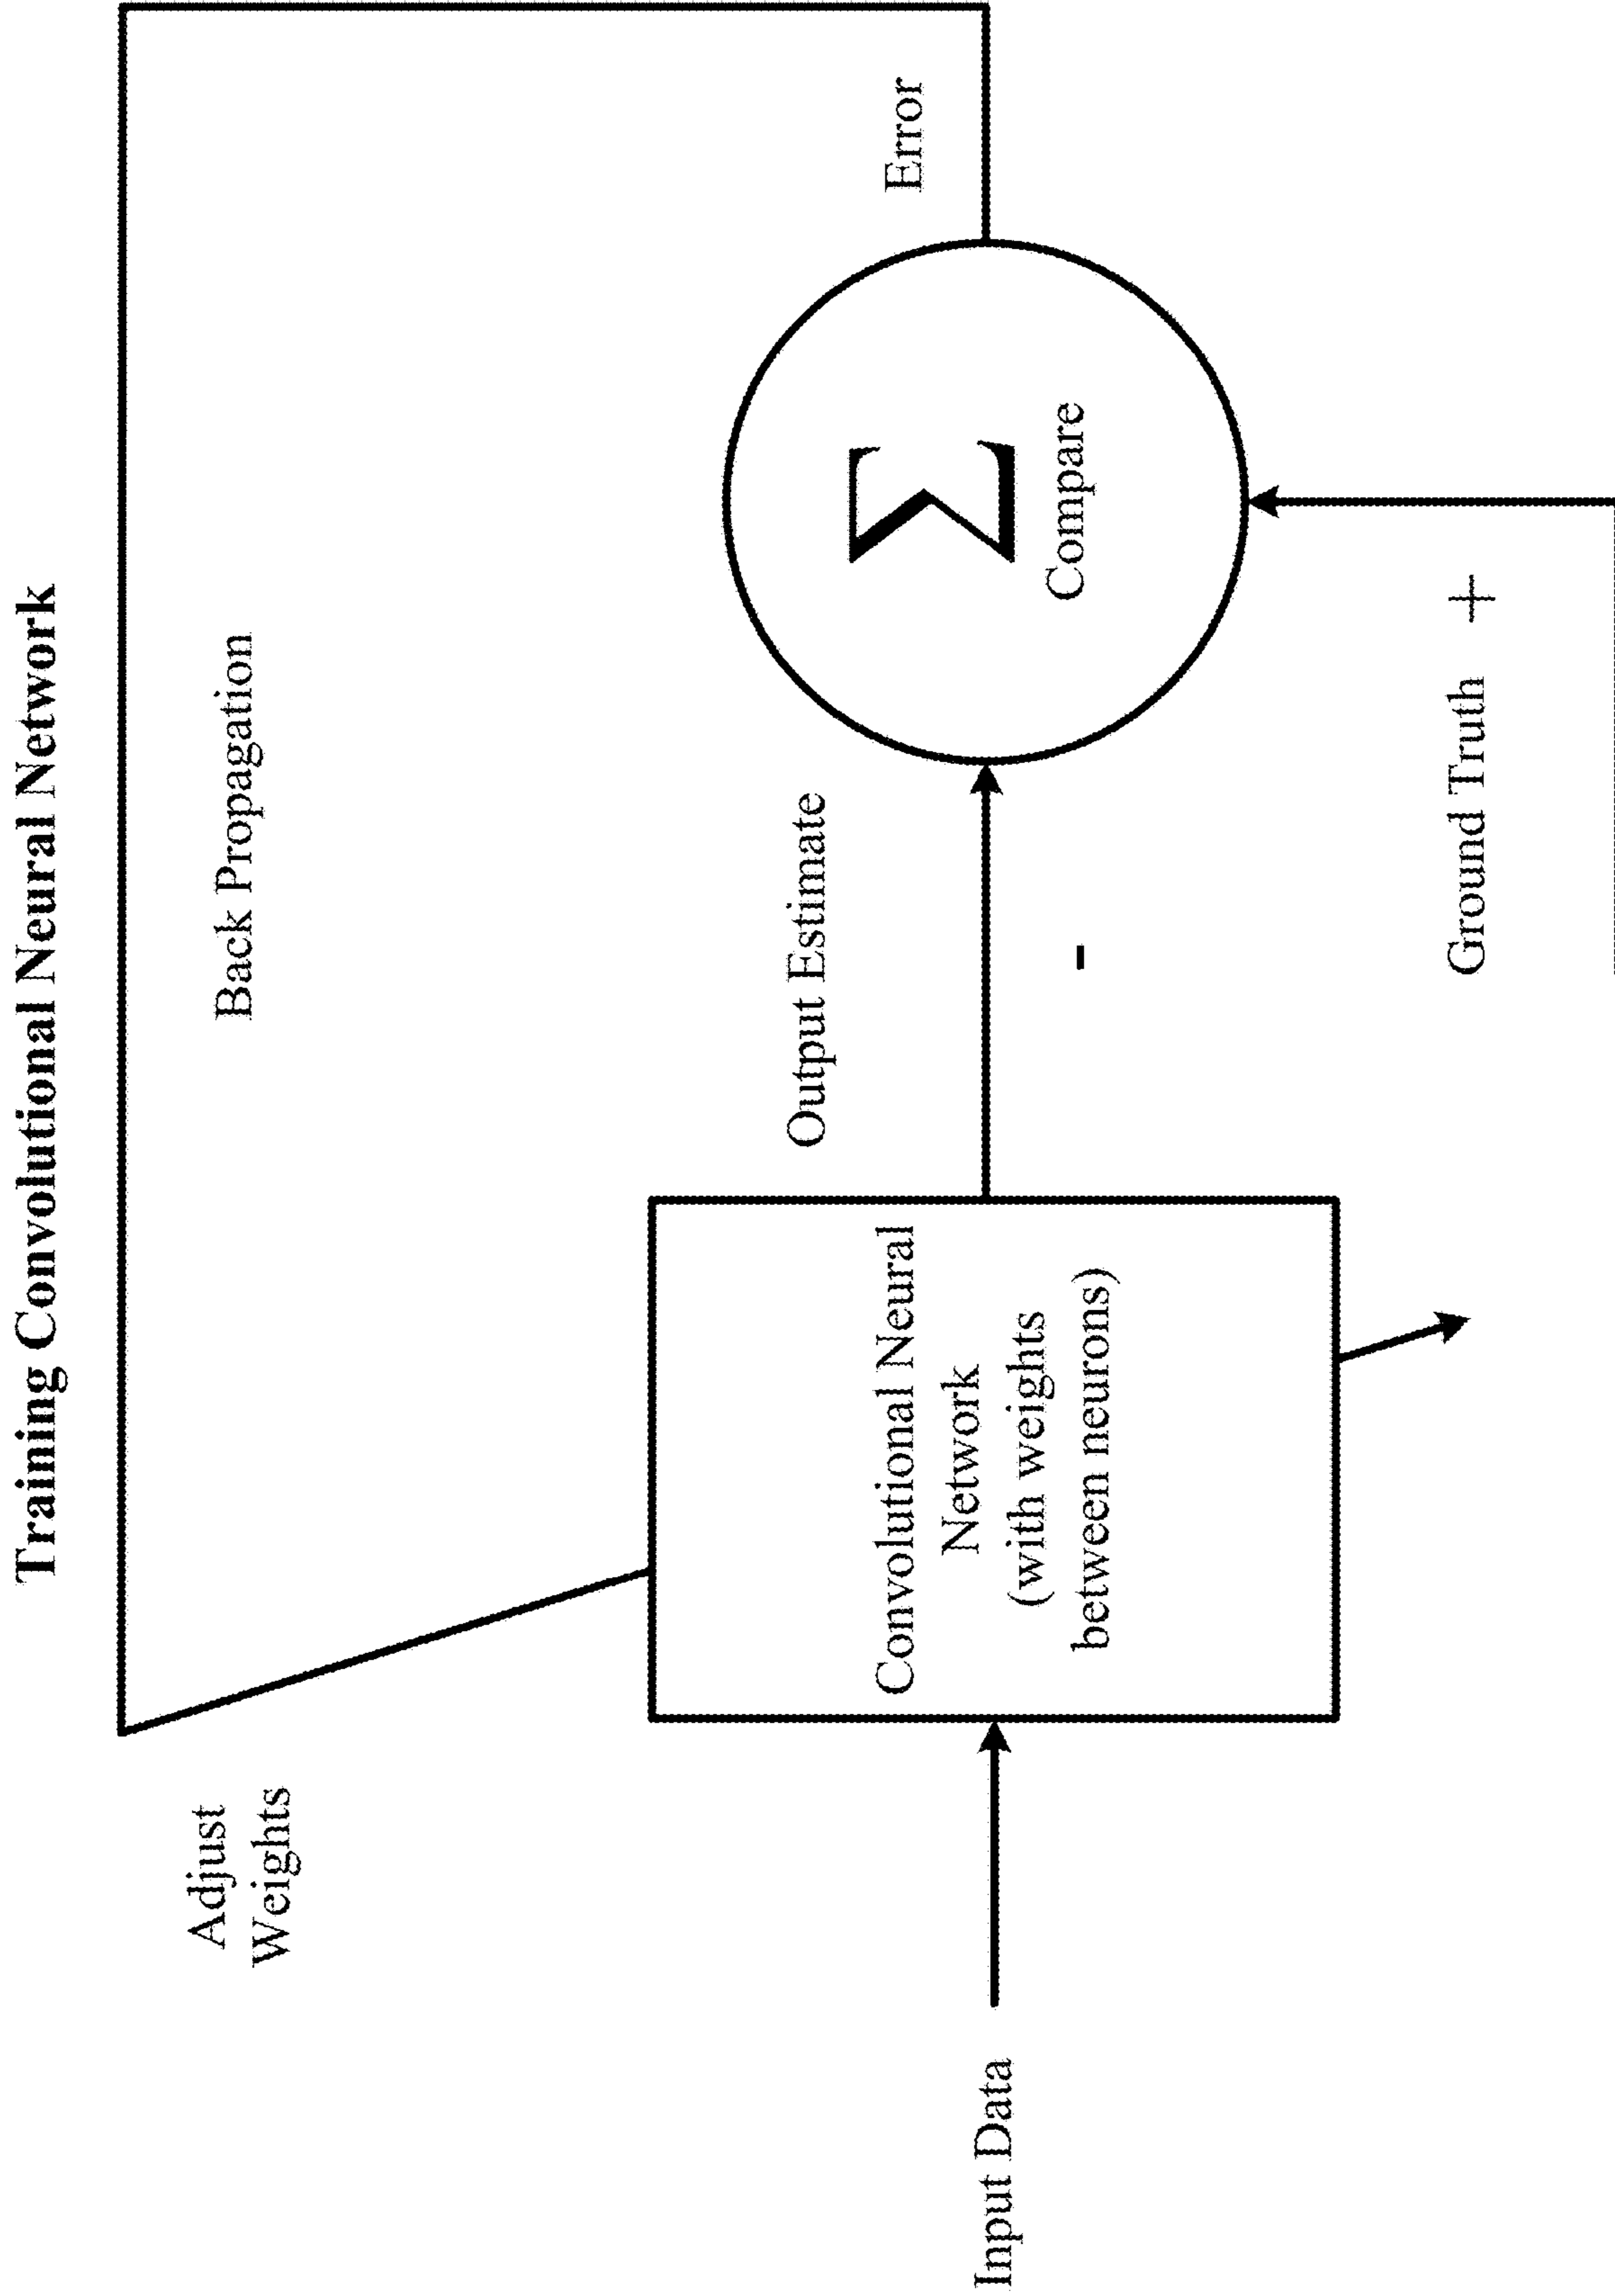 Training Convolutional Neural Network
Adjust
Weights
Back Propagation
Error
Input Data
Convolutional Neural
Network
(with weights
between neurons)
Output Estimate
-
Σ
Compare
Ground Truth +